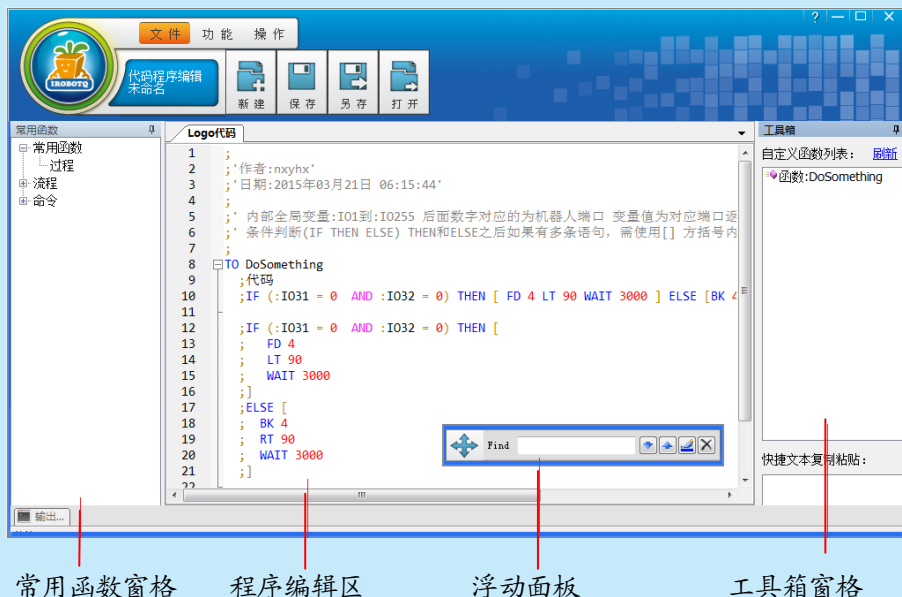 ? — □ ×
文件 功能 操作
IROBOTQ
代码程序编辑
未命名
新建 保存 另存 打开
常用函数
常用函数
过程
流程
命令
Logo代码
1 ;
2 ;'作者:nxyhx'
3 ;'日期:2015年03月21日 06:15:44'
4 ;
5 ;' 内部全局变量:IO1到:IO255 后面数字对应的为机器人端口 变量值为对应端口返
6 ;' 条件判断(IF THEN ELSE) THEN和ELSE之后如果有多条语句，需使用[] 方括号内
7 ;
8 TO DoSomething
9 ;代码
10 ;IF (:IO31 = 0 AND :IO32 = 0) THEN [ FD 4 LT 90 WAIT 3000 ] ELSE [BK 4
11
12 ;IF (:IO31 = 0 AND :IO32 = 0) THEN [
13 ; FD 4
14 ; LT 90
15 ; WAIT 3000
16 ;]
17 ;ELSE [
18 ; BK 4
19 ; RT 90
20 ; WAIT 3000
21 ;]
22
Find
工具箱
自定义函数列表： 刷新
函数:DoSomething
快捷文本复制粘贴：
输出...
常用函数窗格 程序编辑区 浮动面板 工具箱窗格